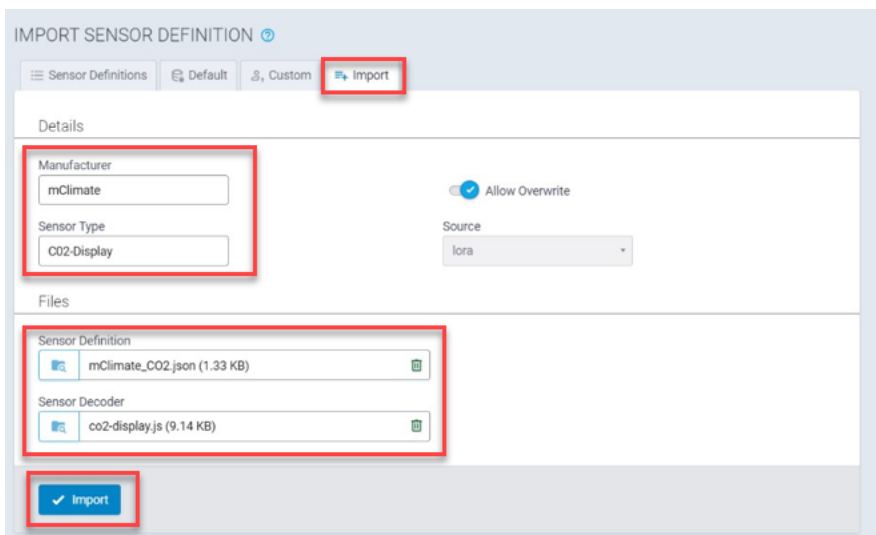 IMPORT SENSOR DEFINITION
Sensor Definitions Default Custom Import
Details
Manufacturer
mClimate
Allow Overwrite
Sensor Type
Source
C02-Display
lora
Files
Sensor Definition
mClimate_CO2.json (1.33 KB)
Sensor Decoder
co2-display.js (9.14 KB)
Import